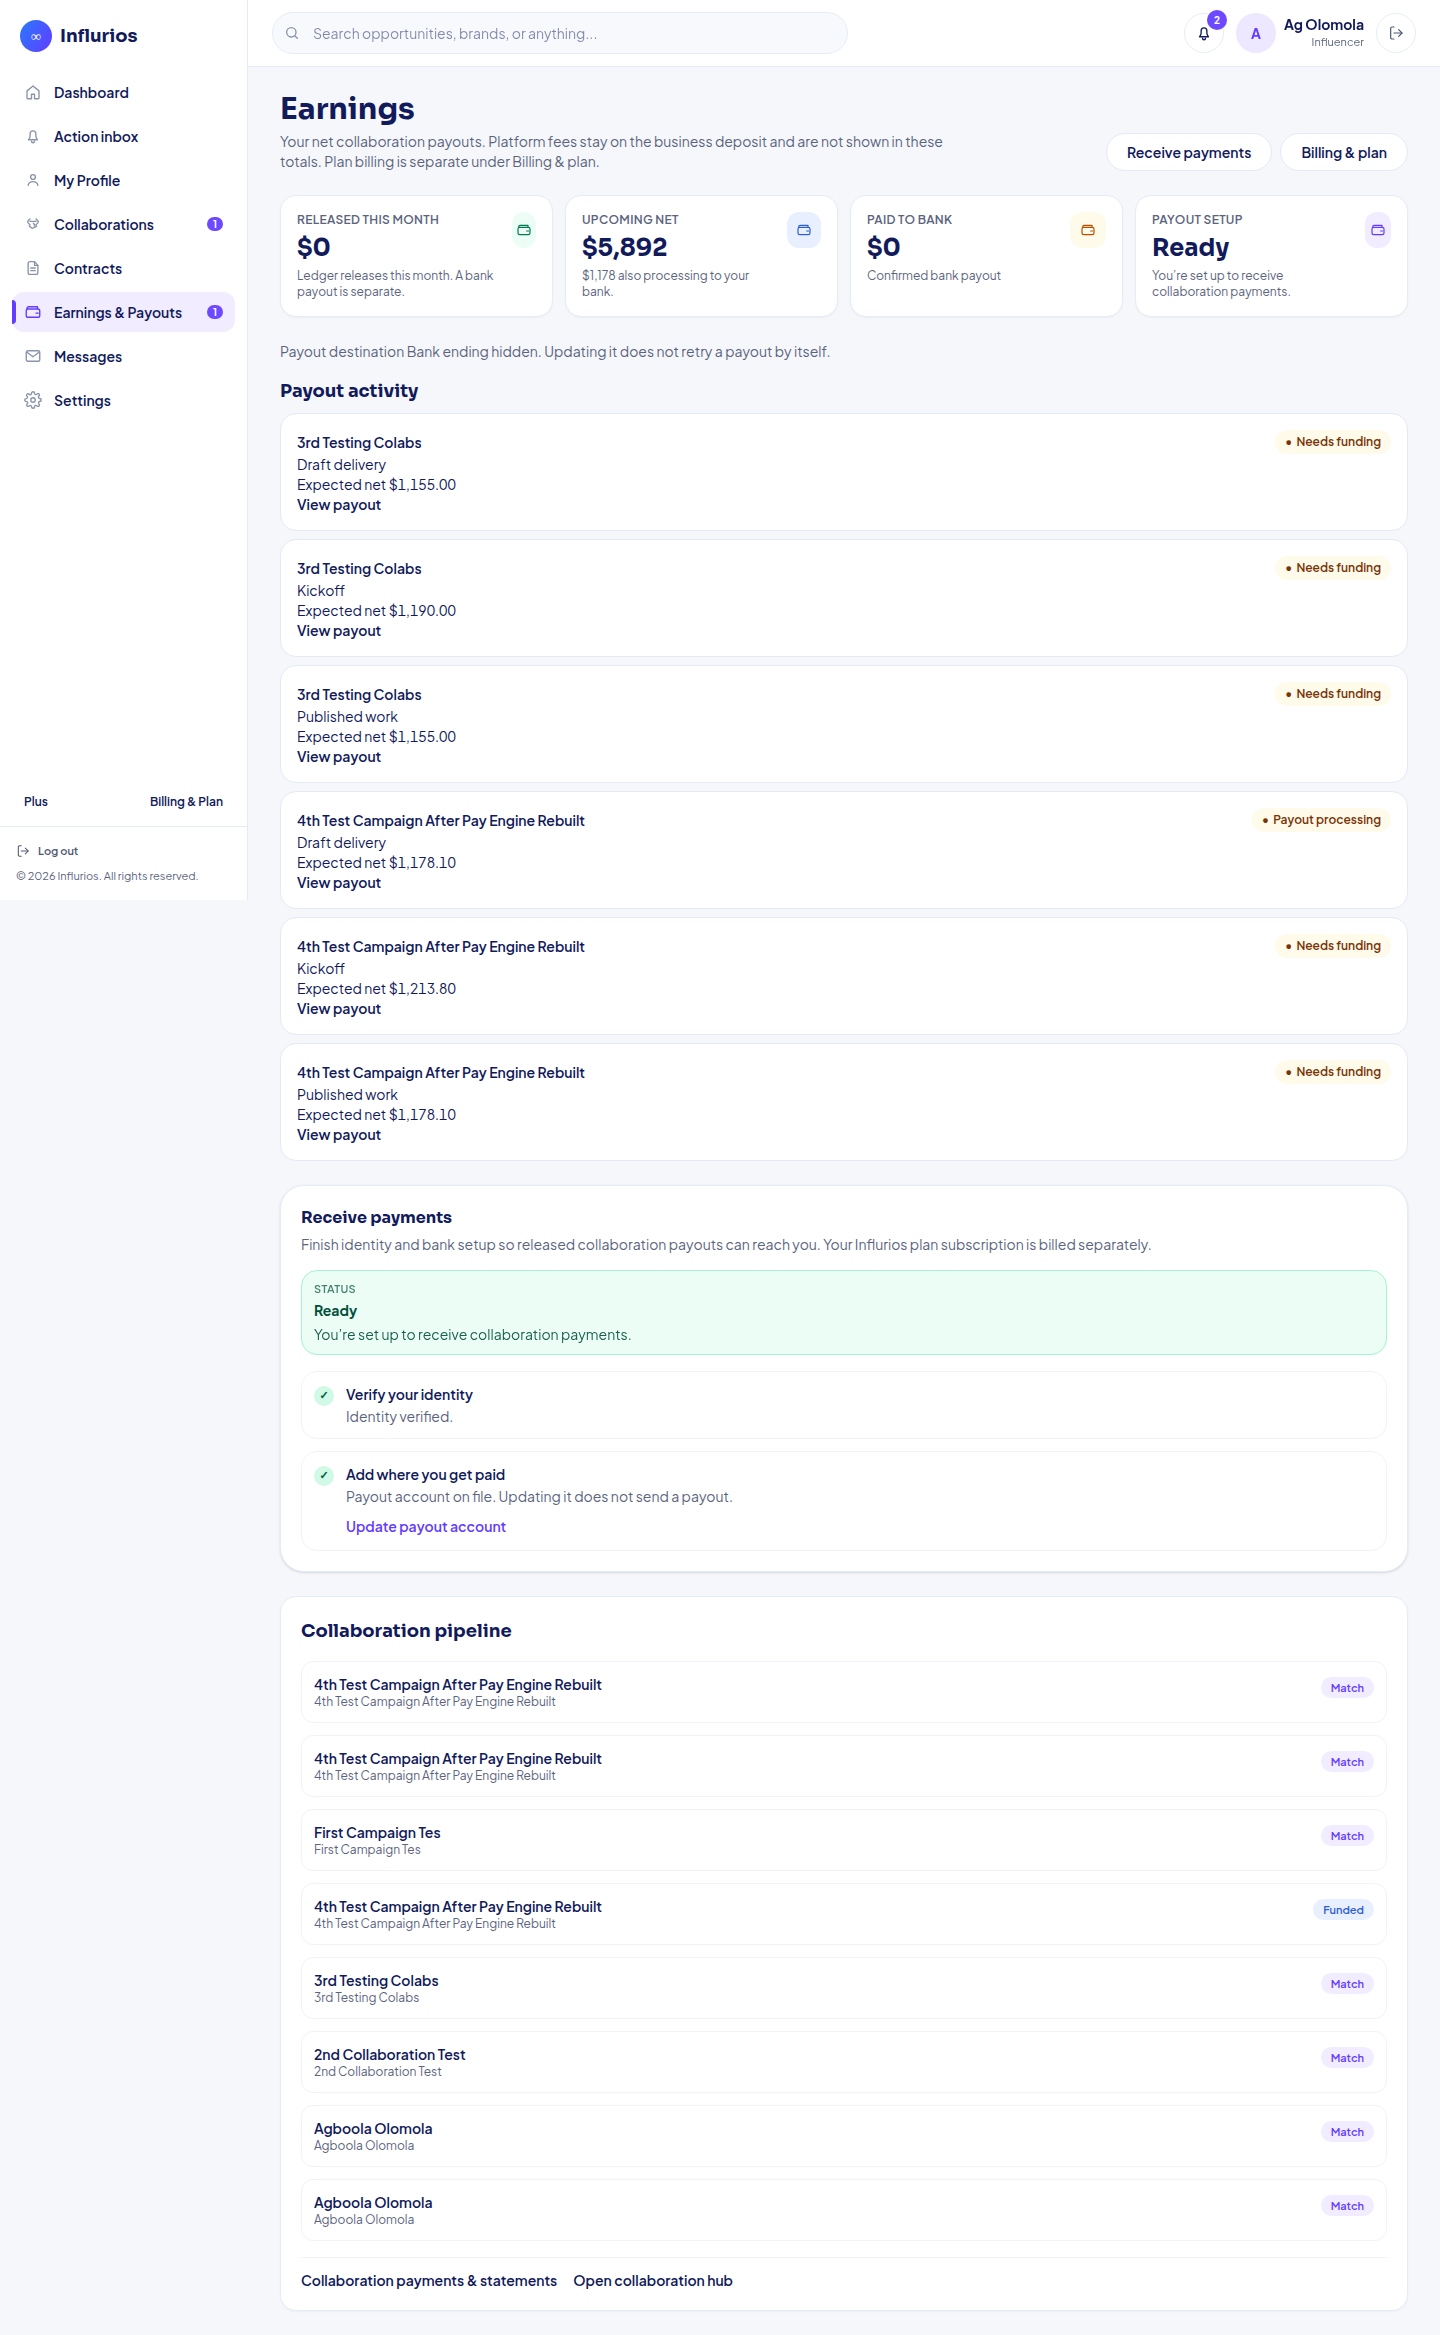 ∞ Influrios
Search opportunities, brands, or anything...
2
A
Ag Olomola
Influencer
Dashboard
Action inbox
My Profile
Collaborations 1
Contracts
Earnings & Payouts 1
Messages
Settings
Plus Billing & Plan
Log out
© 2026 Influrios. All rights reserved.
Earnings
Your net collaboration payouts. Platform fees stay on the business deposit and are not shown in these
totals. Plan billing is separate under Billing & plan.
Receive payments Billing & plan
RELEASED THIS MONTH
$0
Ledger releases this month. A bank
payout is separate.
UPCOMING NET
$5,892
$1,178 also processing to your
bank.
PAID TO BANK
$0
Confirmed bank payout
PAYOUT SETUP
Ready
You're set up to receive
collaboration payments.
Payout destination Bank ending hidden. Updating it does not retry a payout by itself.
Payout activity
3rd Testing Colabs
• Needs funding
Draft delivery
Expected net $1,155.00
View payout
3rd Testing Colabs
• Needs funding
Kickoff
Expected net $1,190.00
View payout
3rd Testing Colabs
• Needs funding
Published work
Expected net $1,155.00
View payout
4th Test Campaign After Pay Engine Rebuilt
• Payout processing
Draft delivery
Expected net $1,178.10
View payout
4th Test Campaign After Pay Engine Rebuilt
• Needs funding
Kickoff
Expected net $1,213.80
View payout
4th Test Campaign After Pay Engine Rebuilt
• Needs funding
Published work
Expected net $1,178.10
View payout
Receive payments
Finish identity and bank setup so released collaboration payouts can reach you. Your Influrios plan subscription is billed separately.
STATUS
Ready
You're set up to receive collaboration payments.
✓ Verify your identity
Identity verified.
✓ Add where you get paid
Payout account on file. Updating it does not send a payout.
Update payout account
Collaboration pipeline
4th Test Campaign After Pay Engine Rebuilt
4th Test Campaign After Pay Engine Rebuilt
Match
4th Test Campaign After Pay Engine Rebuilt
4th Test Campaign After Pay Engine Rebuilt
Match
First Campaign Tes
First Campaign Tes
Match
4th Test Campaign After Pay Engine Rebuilt
4th Test Campaign After Pay Engine Rebuilt
Funded
3rd Testing Colabs
3rd Testing Colabs
Match
2nd Collaboration Test
2nd Collaboration Test
Match
Agboola Olomola
Agboola Olomola
Match
Agboola Olomola
Agboola Olomola
Match
Collaboration payments & statements Open collaboration hub